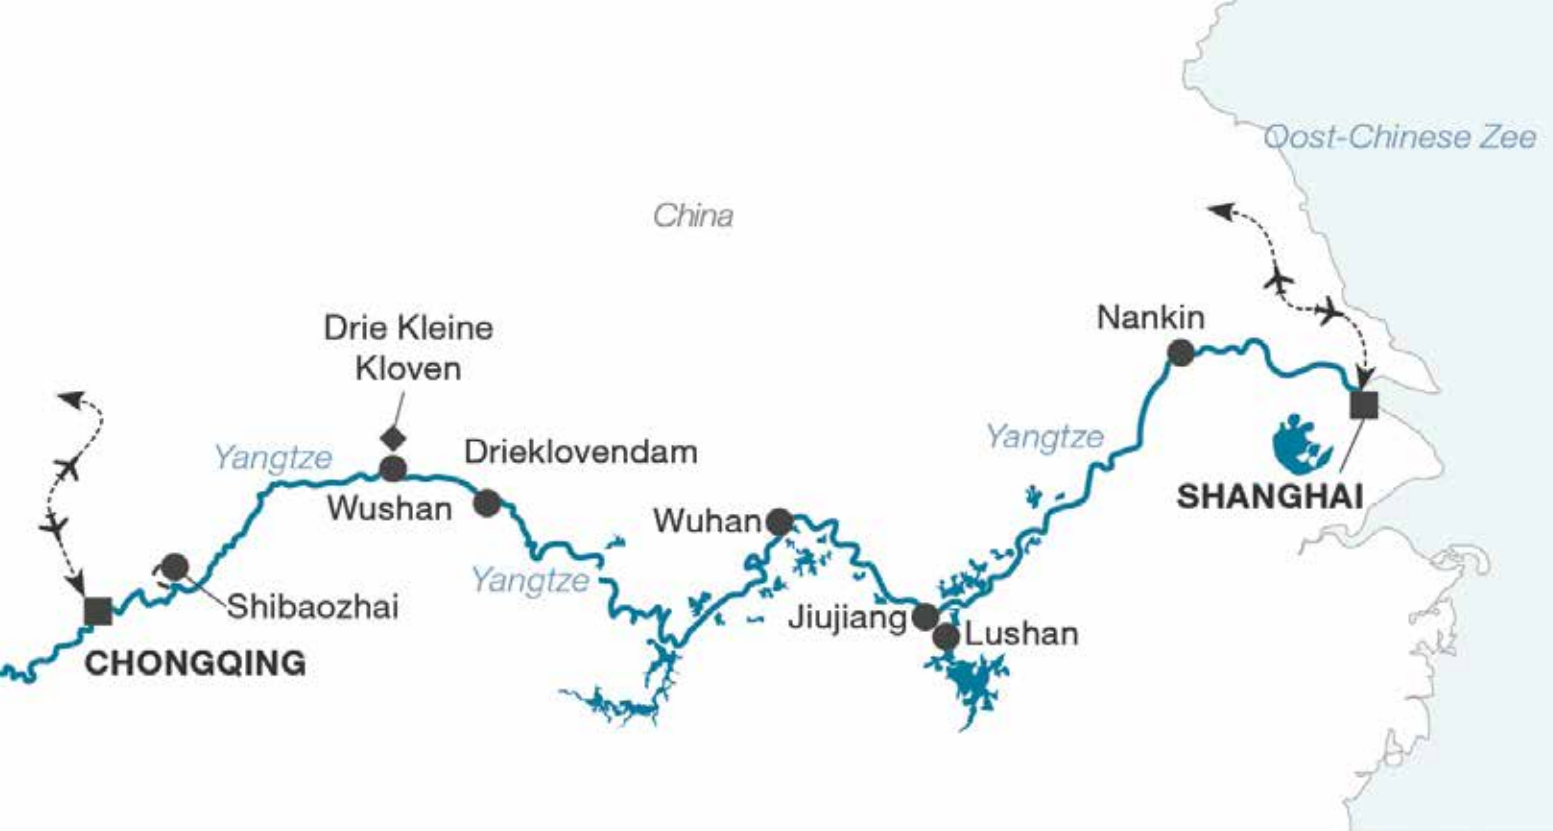 Oost-Chinese Zee
China
Nankin
Drie Kleine
Kloven
Yangtze
Drieklovendam
Yangtze
SHANGHAI
Wushan
Wuhan
Yangtze
Shibaozhai
Jiujiang
Lushan
CHONGQING